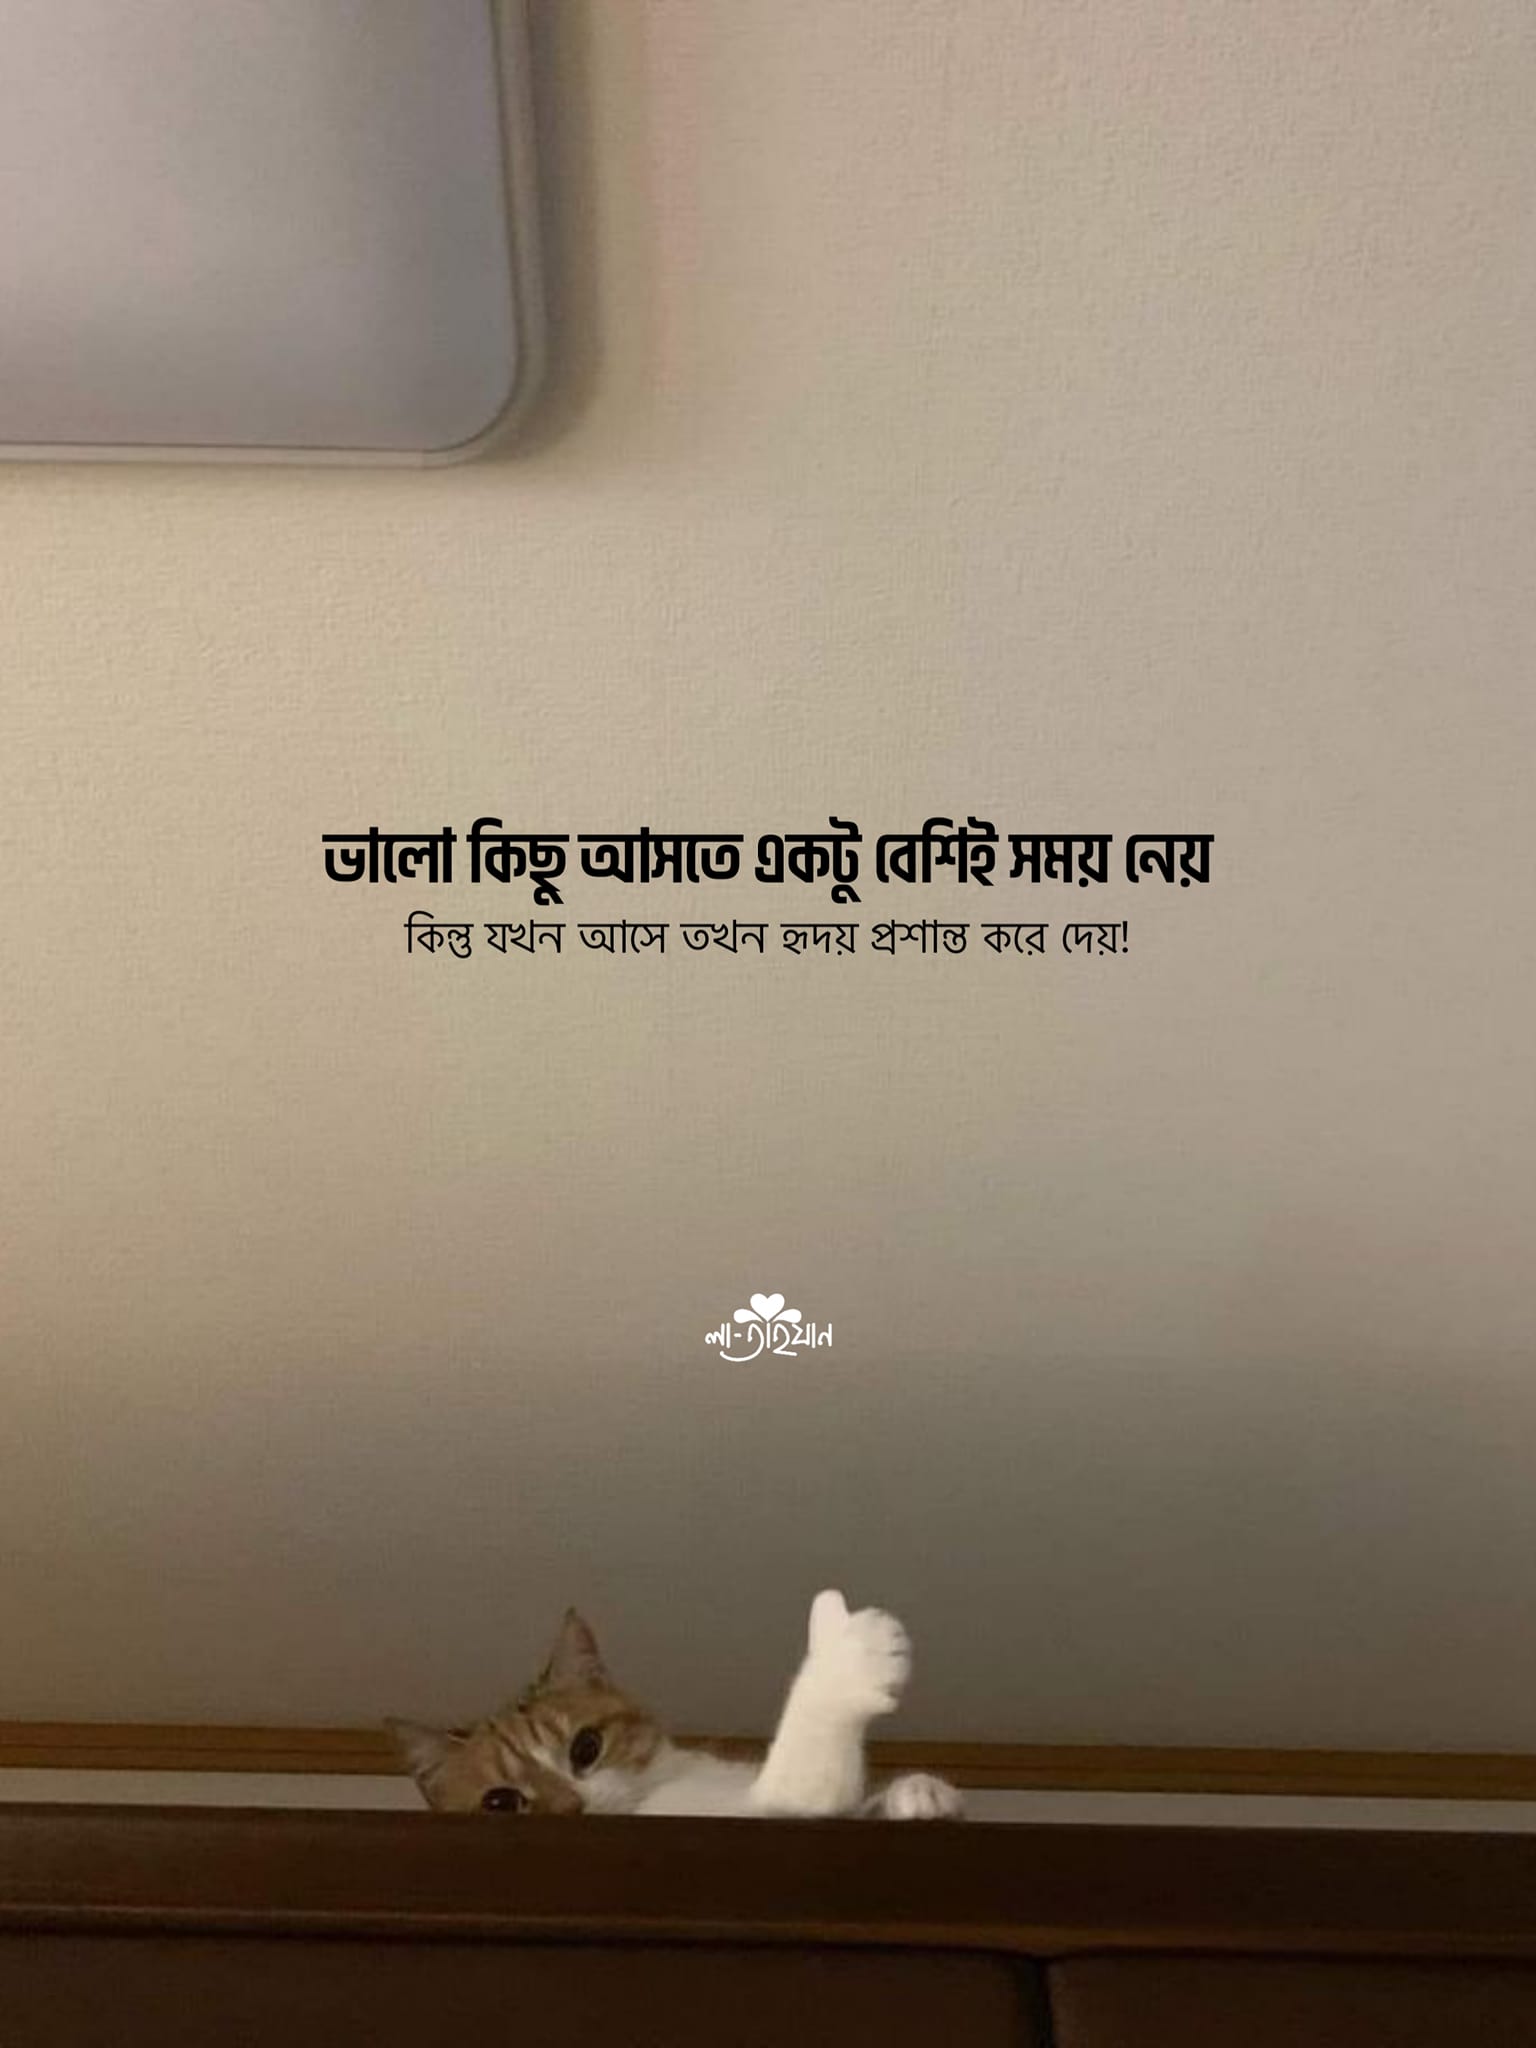 ভালো কিছু আসতে একটু বেশিই সময় নেয়
কিন্তু যখন আসে তখন হৃদয় প্রশান্ত করে দেয়!
লা-তাহযান